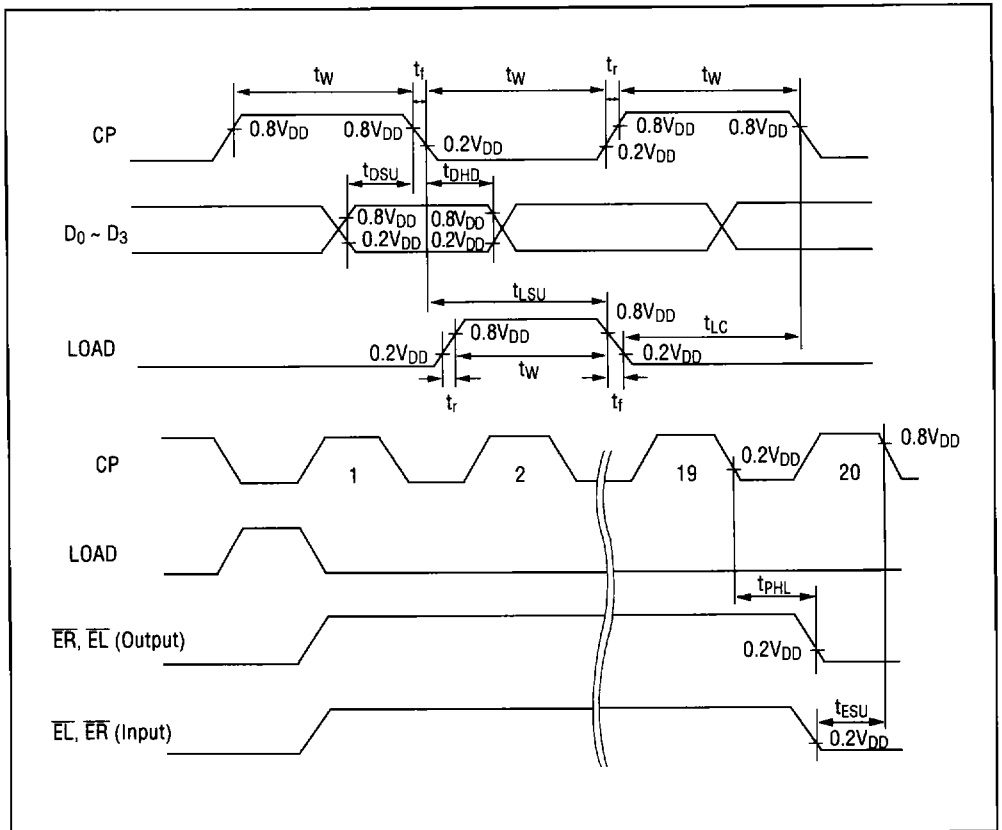 tW tf tW tr tW
CP 0.8VDD 0.8VDD 0.2VDD 0.2VDD 0.8VDD 0.8VDD
tDSU tDHD
D0 ~ D3 0.8VDD 0.8VDD
0.2VDD 0.2VDD
tLSU 0.8VDD tLC
LOAD 0.2VDD 0.8VDD 0.2VDD
tW
tr tf
CP 1 2 19 0.2VDD 20 0.8VDD
LOAD
tPHL
ER, EL (Output) 0.2VDD
tESU
EL, ER (Input) 0.2VDD